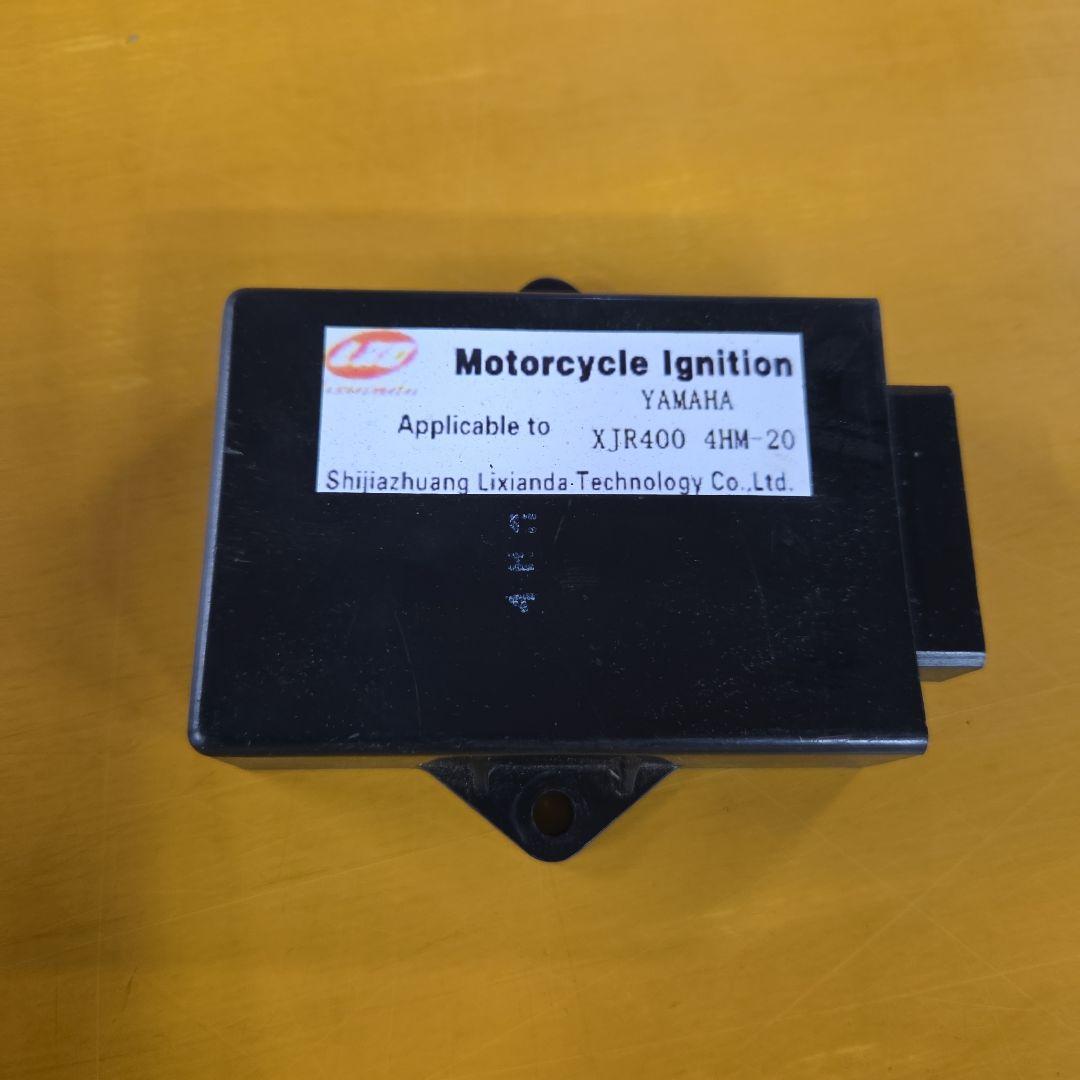 Motorcycle Ignition
YAMAHA
Applicable to XJR400 4HM-20
Shijiazhuang Lixianda Technology Co.,Ltd.